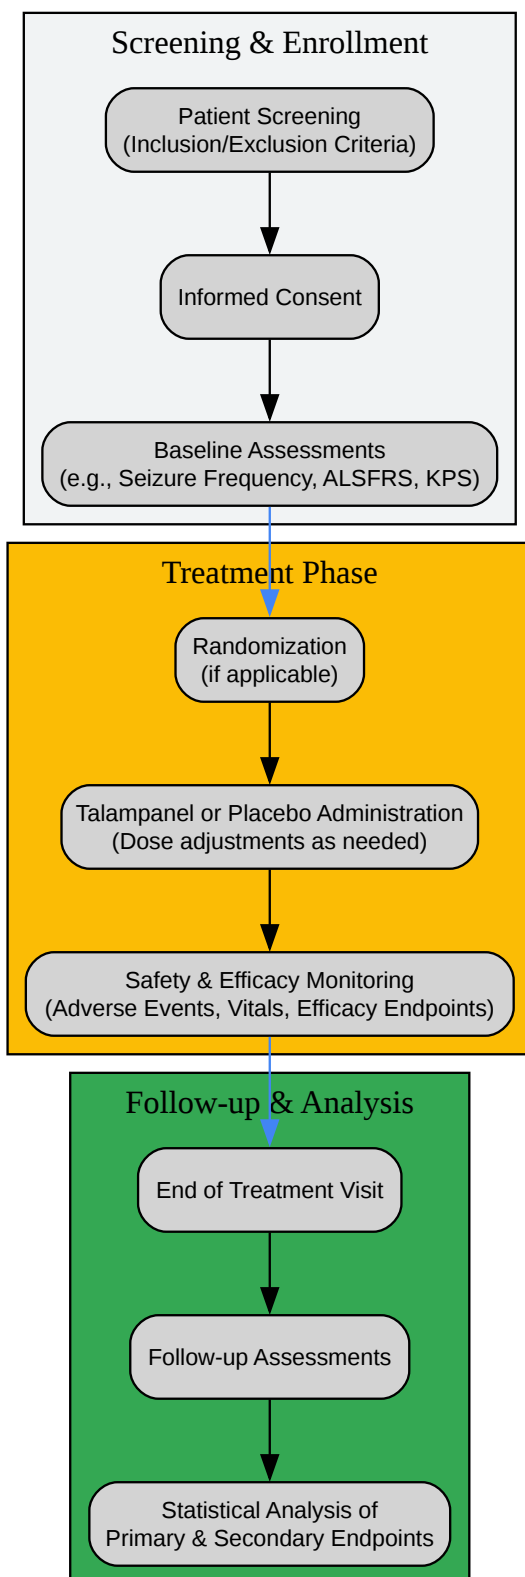 Screening & Enrollment
Patient Screening
(Inclusion/Exclusion Criteria)
Informed Consent
Baseline Assessments
(e.g., Seizure Frequency, ALSFRS, KPS)
Treatment Phase
Randomization
(if applicable)
Talampanel or Placebo Administration
(Dose adjustments as needed)
Safety & Efficacy Monitoring
(Adverse Events, Vitals, Efficacy Endpoints)
Follow-up & Analysis
End of Treatment Visit
Follow-up Assessments
Statistical Analysis of
Primary & Secondary Endpoints